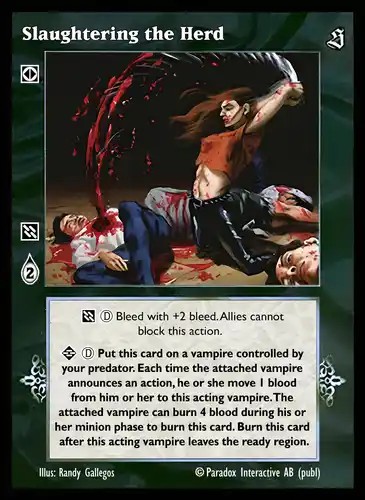 Slaughtering the Herd
2
Ⓓ Bleed with +2 bleed. Allies cannot
block this action.
Ⓓ Put this card on a vampire controlled by
your predator. Each time the attached vampire
announces an action, he or she move 1 blood
from him or her to this acting vampire. The
attached vampire can burn 4 blood during his or
her minion phase to burn this card. Burn this card
after this acting vampire leaves the ready region.
Illus: Randy Gallegos
© Paradox Interactive AB (publ)